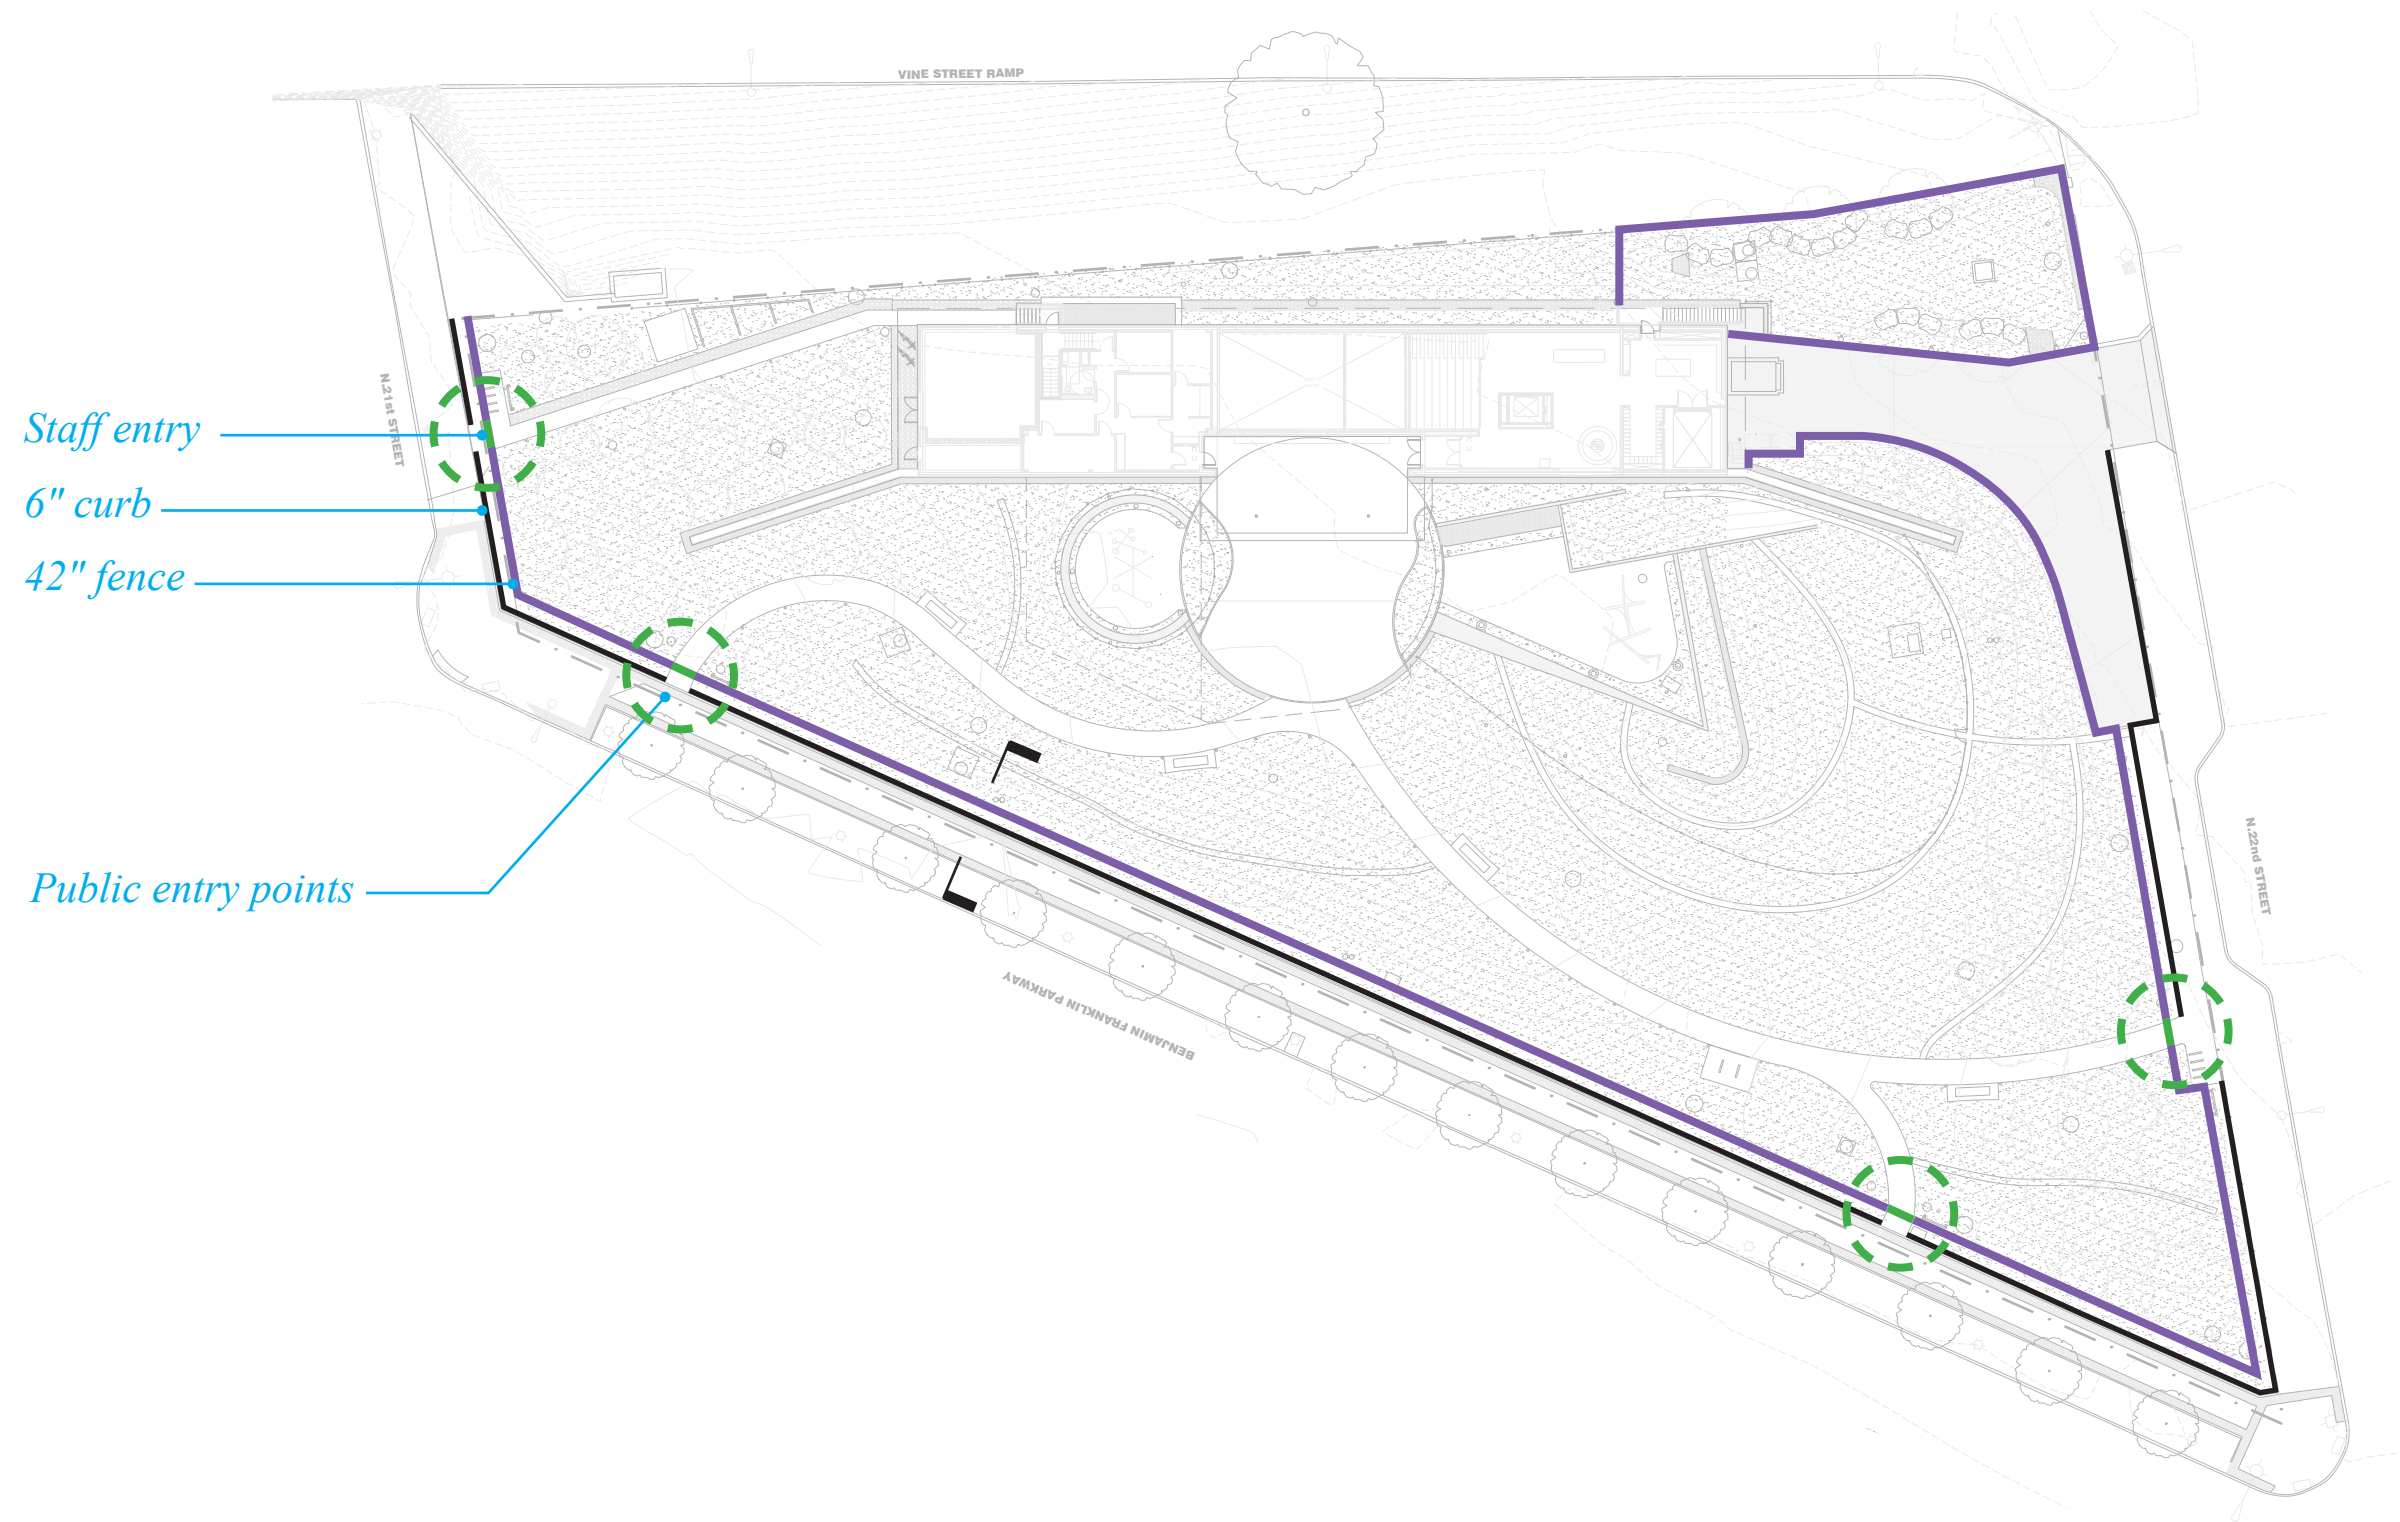 VINE STREET RAMP
N.21st STREET
Staff entry
6" curb
42" fence
Public entry points
BENJAMIN FRANKLIN PARKWAY
N.22nd STREET